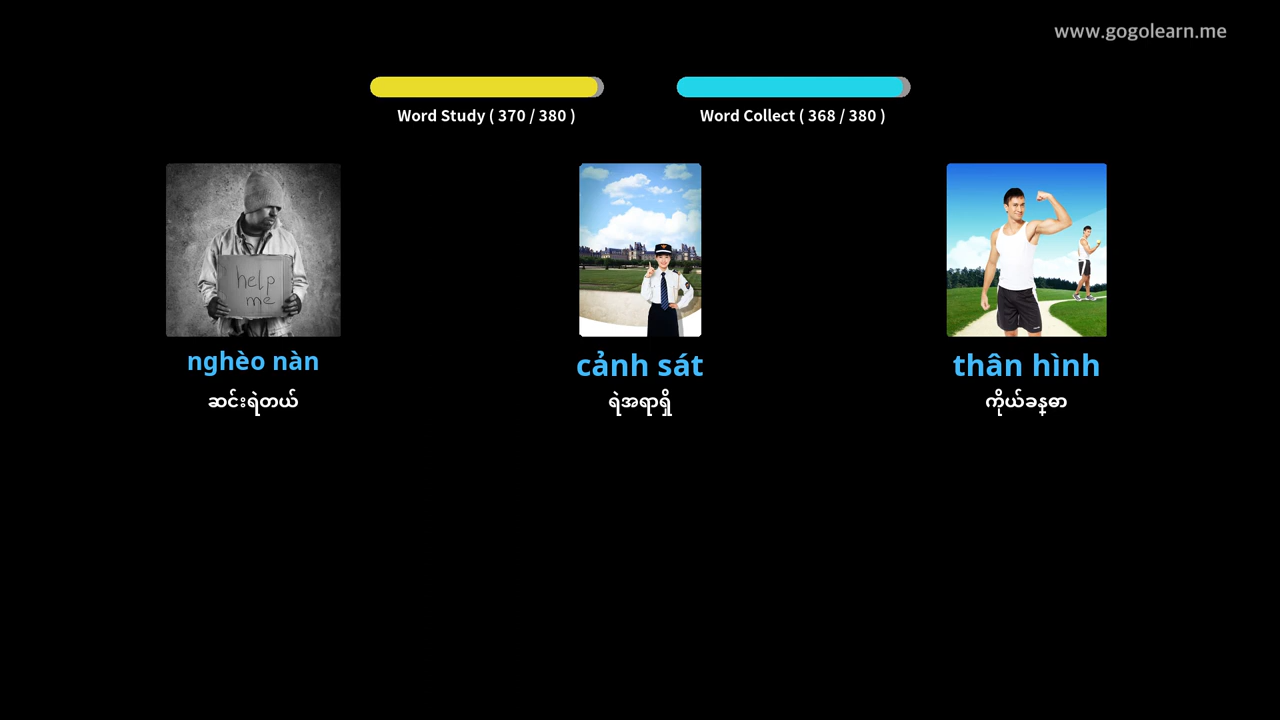 www.gogolearn.me
Word Study ( 370 / 380 )
Word Collect ( 368 / 380 )
help
me
nghèo nàn
cảnh sát
thân hình
ဆင်းရဲတယ်
ရဲအရာရှိ
ကိုယ်ခန္ဓာ